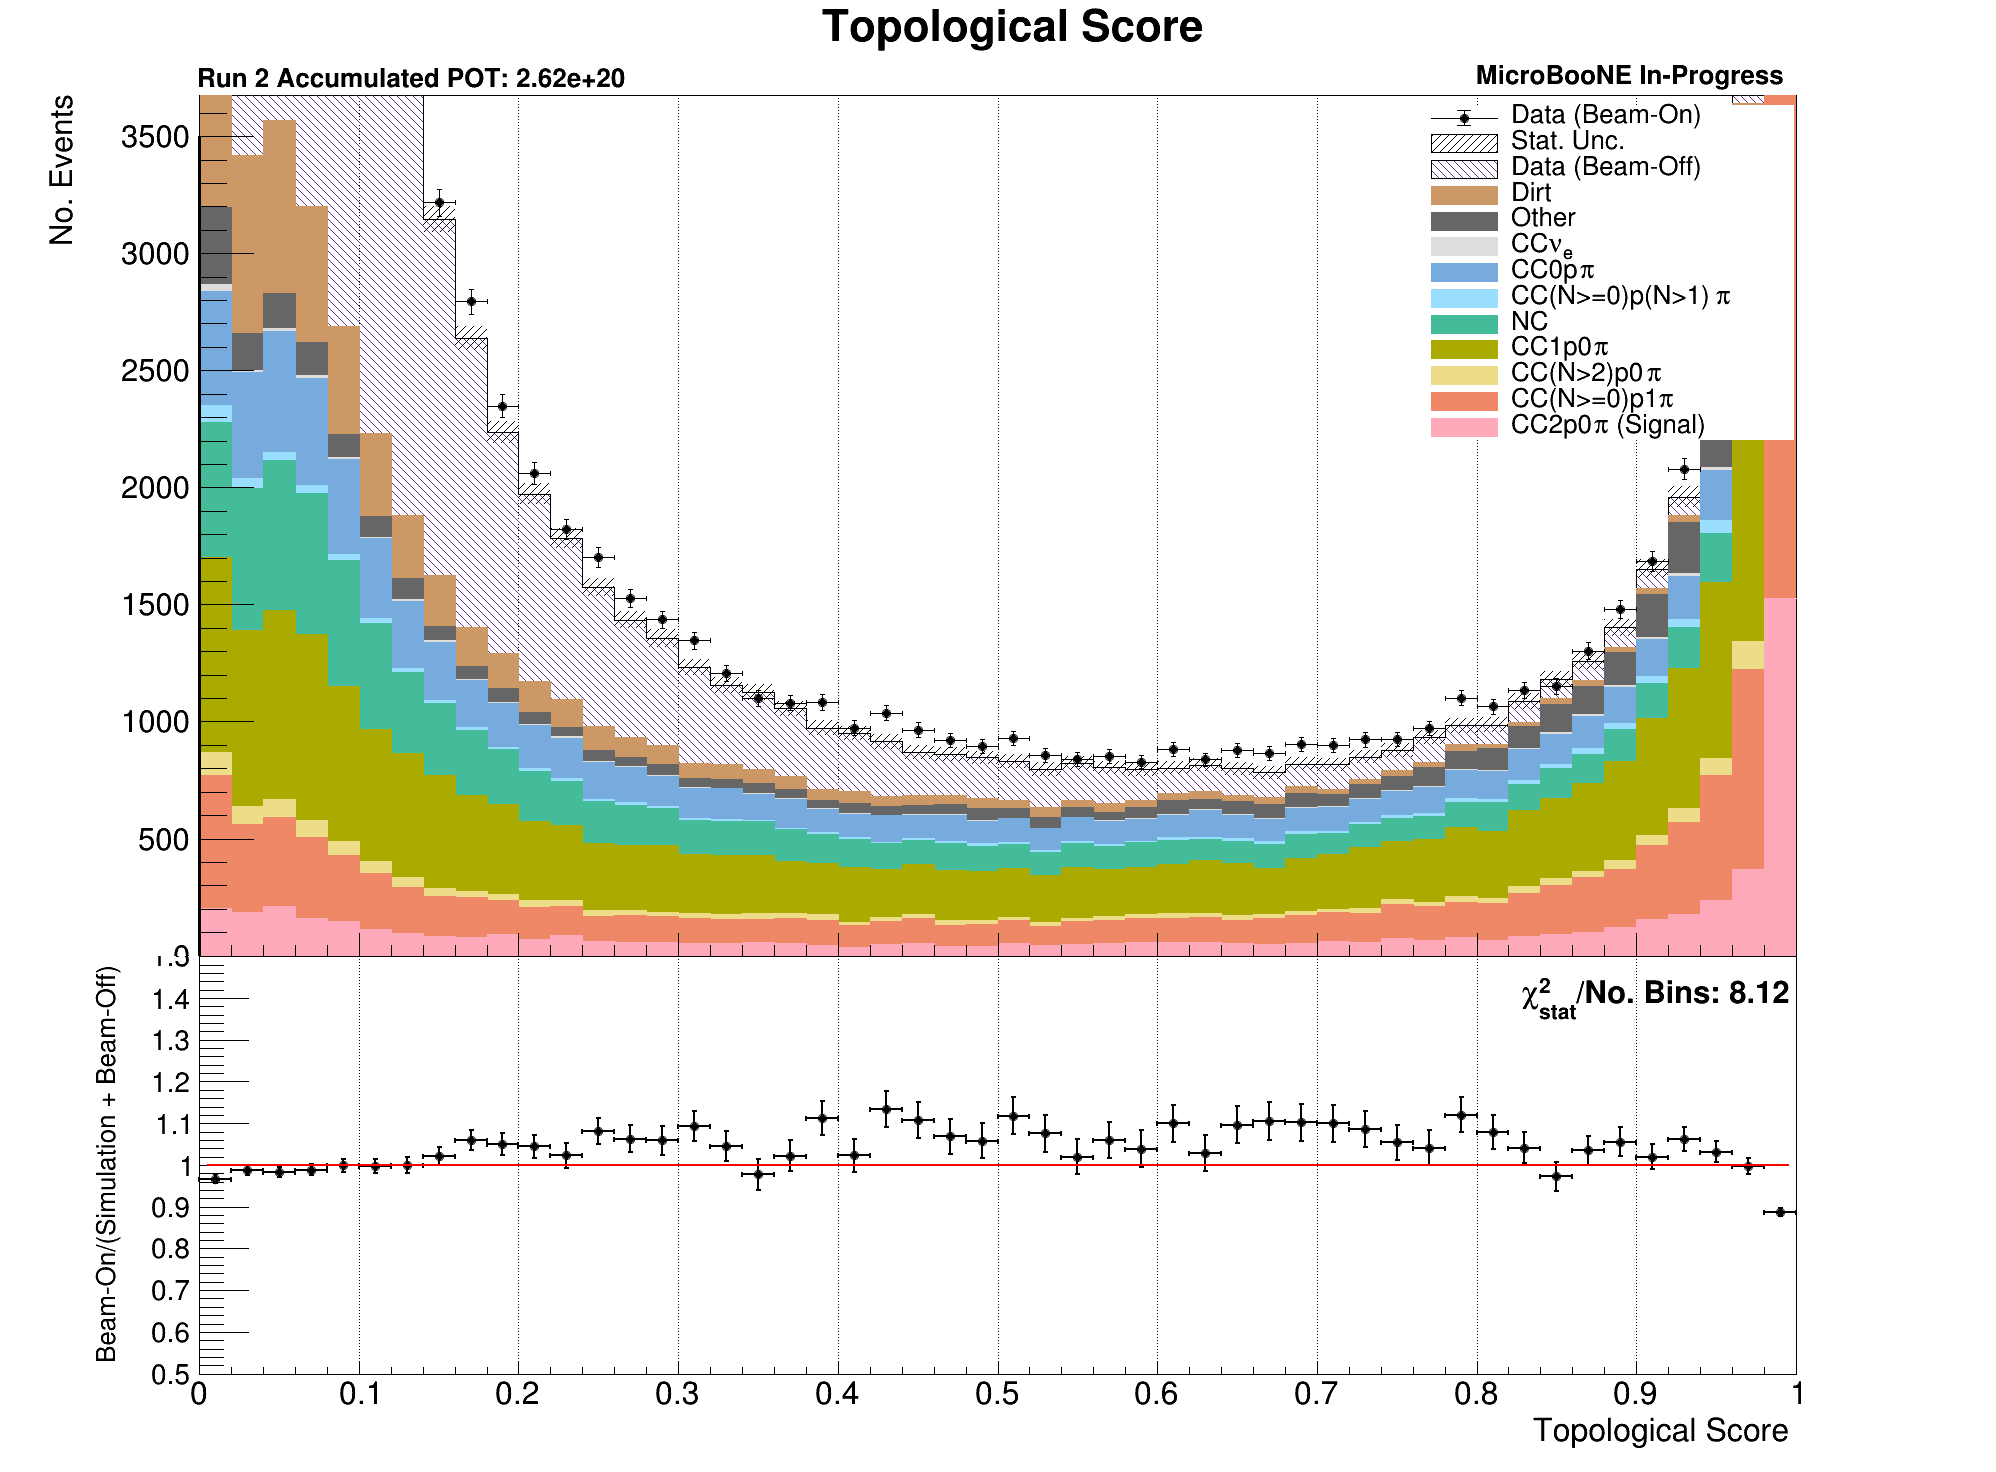 Topological Score
Run 2 Accumulated POT: 2.62e+20
MicroBooNE In-Progress
No. Events
3500
3000
2500
2000
1500
1000
500
0
Data (Beam-On)
Stat. Unc.
Data (Beam-Off)
Dirt
Other
CCνe
CC0pπ
CC(N>=0)p(N>1) π
NC
CC1p0π
CC(N>2)p0π
CC(N>=0)p1π
CC2p0π (Signal)
Beam-On/(Simulation + Beam-Off)
χ²stat/No. Bins: 8.12
1.4
1.3
1.2
1.1
1
0.9
0.8
0.7
0.6
0.5
0 0.1 0.2 0.3 0.4 0.5 0.6 0.7 0.8 0.9 1
Topological Score